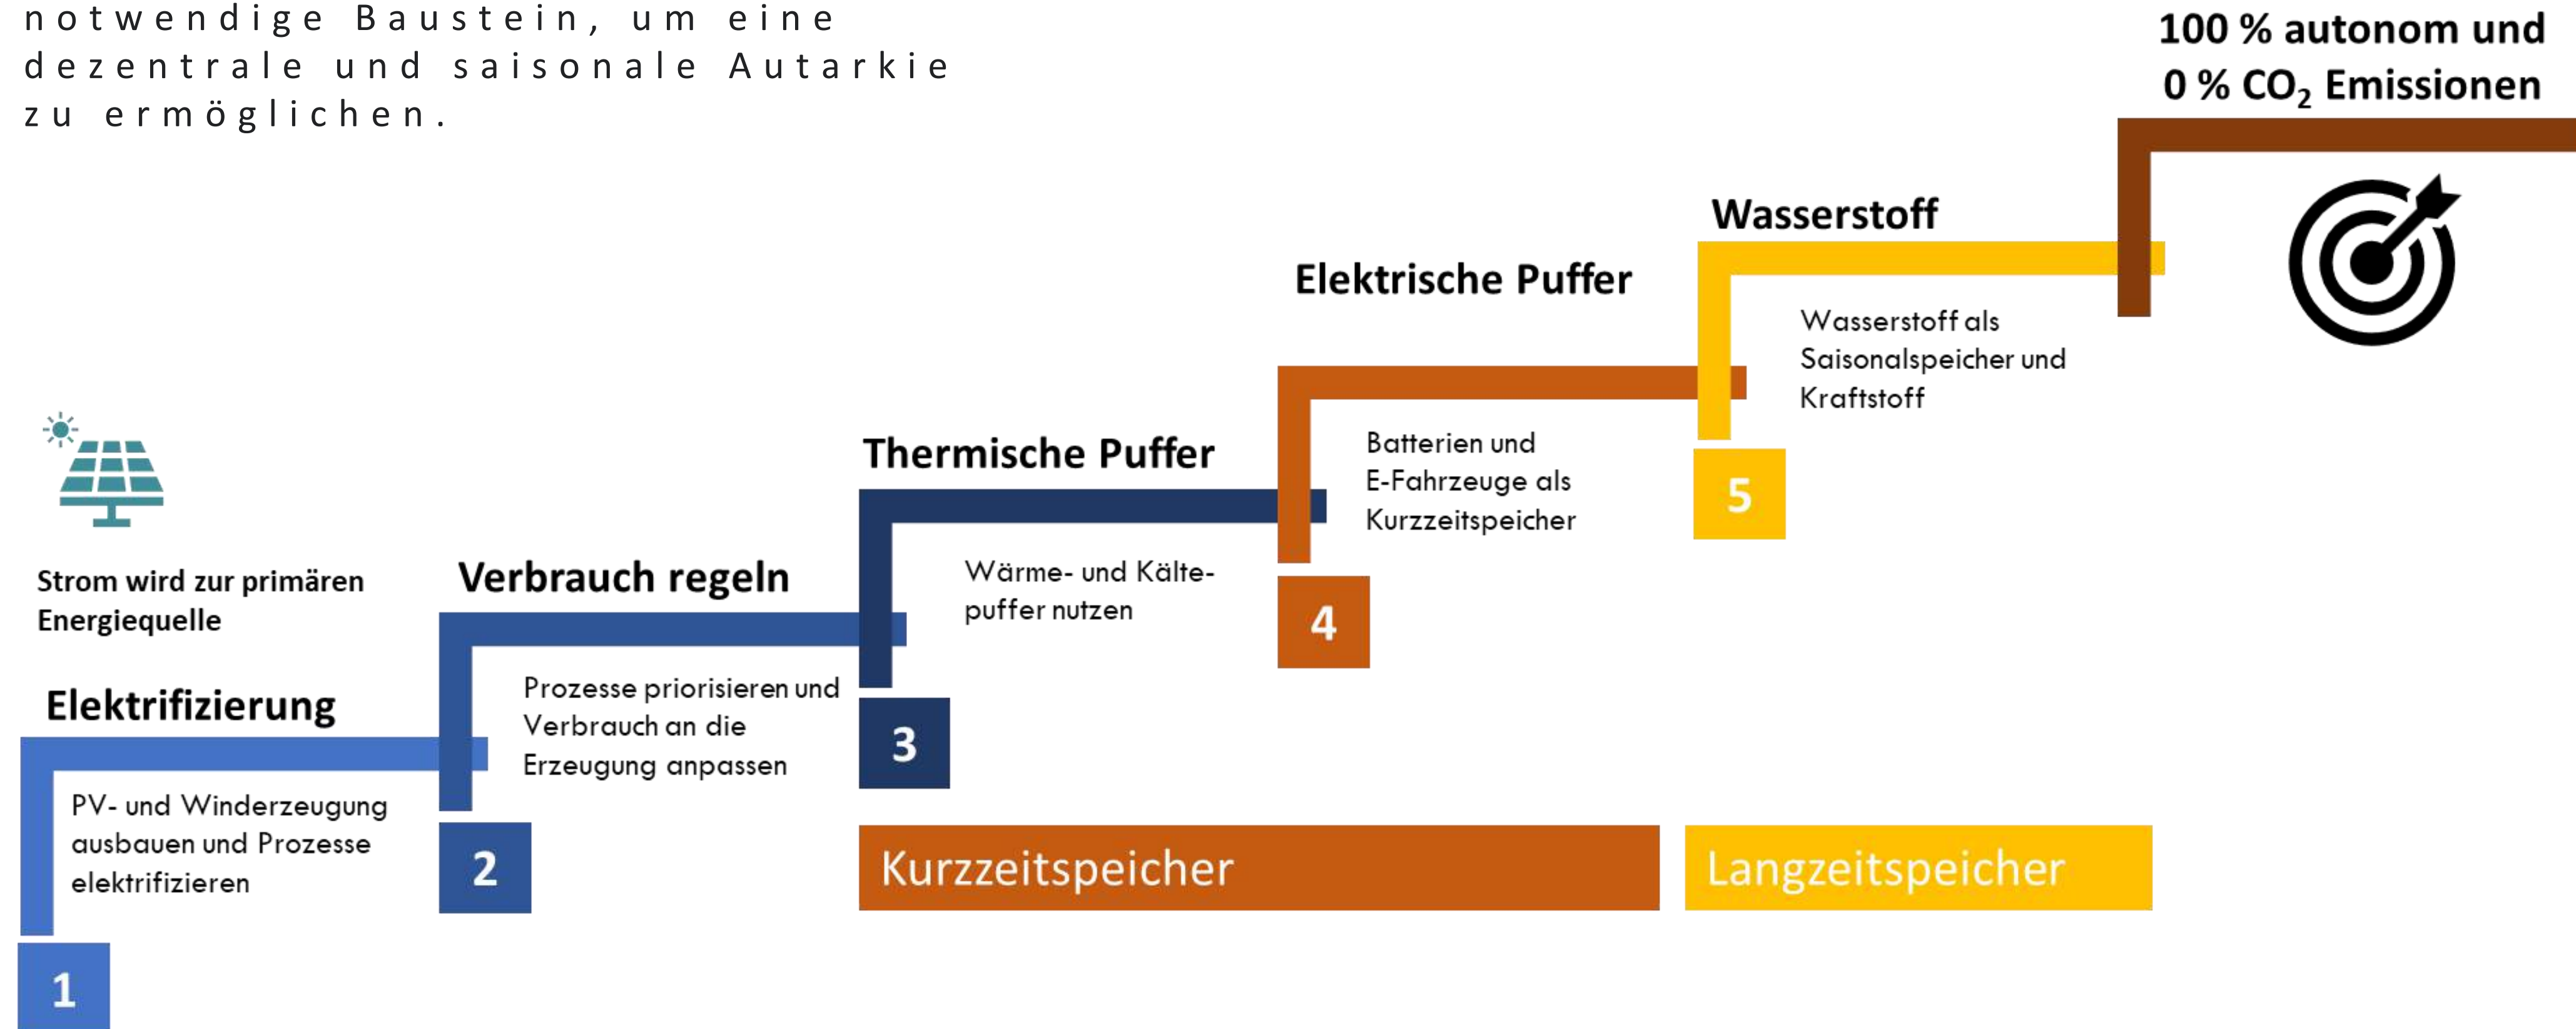 notwendige Baustein, um eine
dezentrale und saisonale Autarkie
zu ermöglichen.
100 % autonom und
0 % CO₂ Emissionen
Wasserstoff
Wasserstoff als
Saisonalspeicher und
Kraftstoff
5
Elektrische Puffer
Batterien und
E-Fahrzeuge als
Kurzzeitspeicher
4
Thermische Puffer
Wärme- und Kälte-
puffer nutzen
3
Strom wird zur primären
Energiequelle
Verbrauch regeln
Prozesse priorisieren und
Verbrauch an die
Erzeugung anpassen
2
Elektrifizierung
PV- und Winderzeugung
ausbauen und Prozesse
elektrifizieren
1
Kurzzeitspeicher
Langzeitspeicher